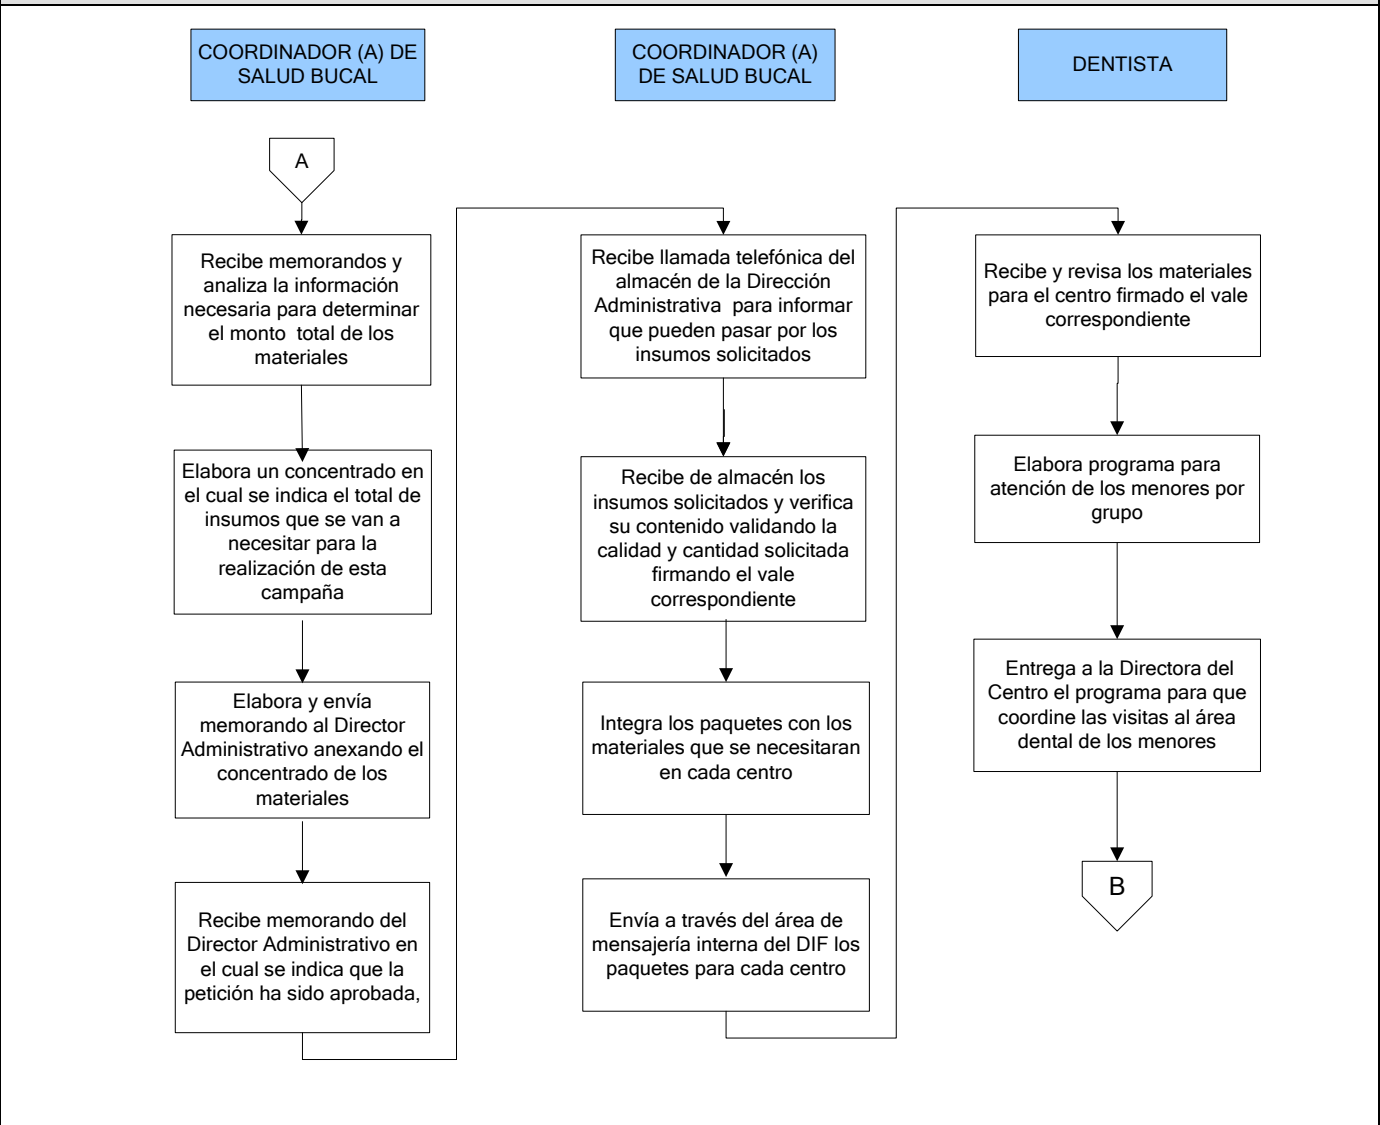 COORDINADOR (A) DE
SALUD BUCAL
COORDINADOR (A)
DE SALUD BUCAL
DENTISTA
A
Recibe memorandos y
analiza la información
necesaria para determinar
el monto  total de los
materiales
Elabora un concentrado en
el cual se indica el total de
insumos que se van a
necesitar para la
realización de esta
campaña
Elabora y envía
memorando al Director
Administrativo anexando el
concentrado de los
materiales
Recibe memorando del
Director Administrativo en
el cual se indica que la
petición ha sido aprobada,
Recibe llamada telefónica del
almacén de la Dirección
Administrativa  para informar
que pueden pasar por los
insumos solicitados
Recibe de almacén los
insumos solicitados y verifica
su contenido validando la
calidad y cantidad solicitada
firmando el vale
correspondiente
Integra los paquetes con los
materiales que se necesitaran
en cada centro
Envía a través del área de
mensajería interna del DIF los
paquetes para cada centro
Recibe y revisa los materiales
para el centro firmado el vale
correspondiente
Elabora programa para
atención de los menores por
grupo
Entrega a la Directora del
Centro el programa para que
coordine las visitas al área
dental de los menores
B